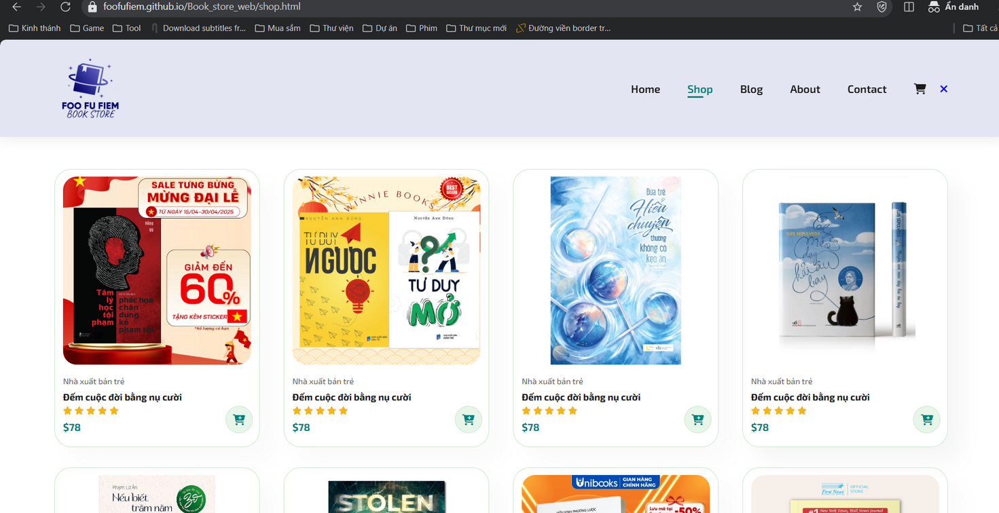 foofufiem.github.io/Book_store_web/shop.html
Ẩn danh
Kinh thánh
Game
Tool
Download subtitles fr...
Mua sắm
Thư viện
Dự án
Phim
Thư mục mới
Đường viền border tr...
Tất cả
FOO FU FIEM
BOOK STORE
Home
Shop
Blog
About
Contact
SALE TƯNG BỪNG
MỪNG ĐẠI LỄ
TỪ NGÀY 15/04-30/04/2025
GIẢM ĐẾN
60%
TẶNG KÈM STICKER
*Số lượng có hạn
Tâm
lý
học
tội
phạm
phác họa
chân
dung
kẻ
phạm tội
Nhà xuất bản trẻ
Đếm cuộc đời bằng nụ cười
$78
WINNIE BOOKS
BEST
SELLER
NGUYỄN ANH DŨNG
TƯ DUY
NGƯỢC
NGUYỄN ANH DŨNG
TƯ DUY
MỞ
Nhà xuất bản trẻ
Đếm cuộc đời bằng nụ cười
$78
Đứa trẻ
Hiểu
chuyện
thường
không có
kẹo ăn
Nhà xuất bản trẻ
Đếm cuộc đời bằng nụ cười
$78
LUIS SEPÚLVEDA
hải âu
bay
Nhà xuất bản trẻ
Đếm cuộc đời bằng nụ cười
$78
Phạm Lữ Ân
Nếu biết
trăm năm
STOLEN
Unibooks
GIAN HÀNG
CHÍNH HÃNG
Lưu mã tại
-50%
First News
OFFICIAL
STORE
#1 New York Times, Wall Street Journal